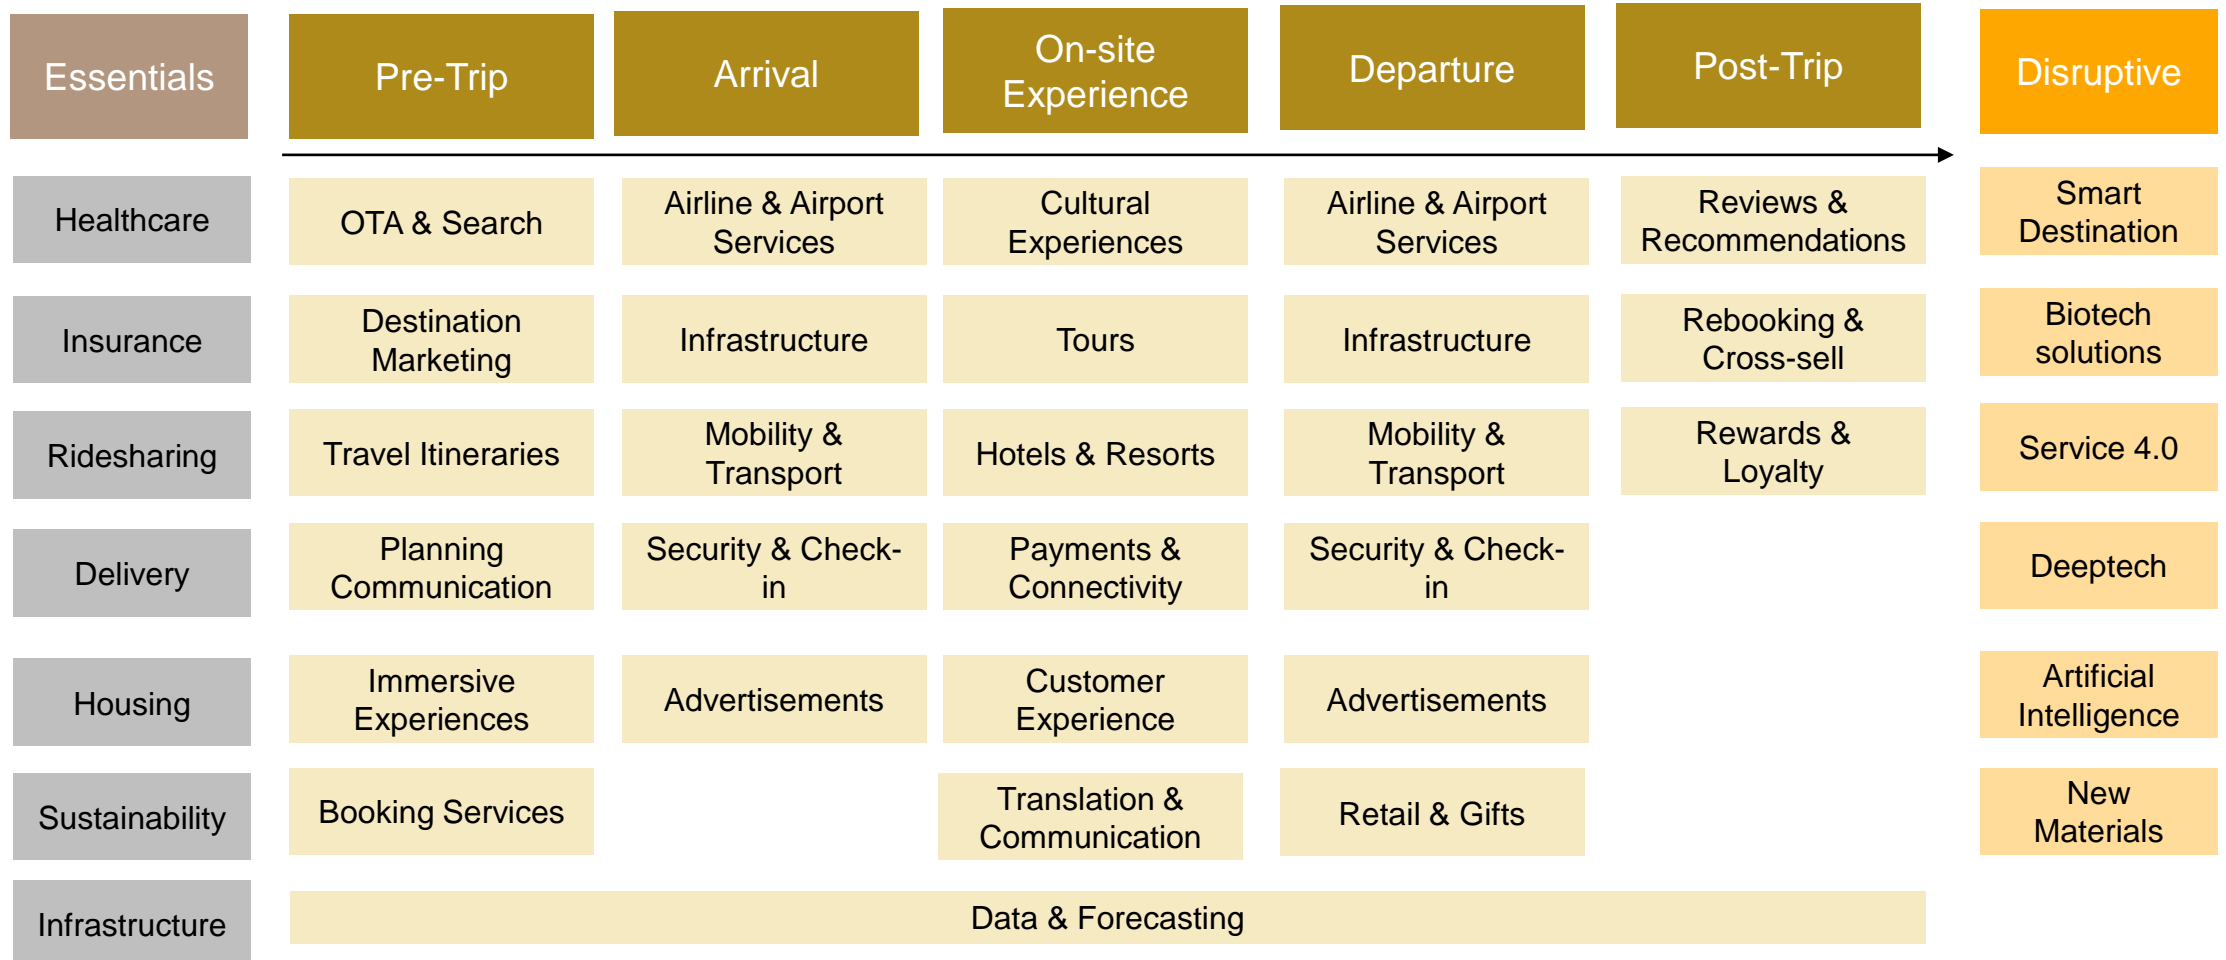 Essentials
Pre-Trip
Arrival
On-site
Experience
Departure
Post-Trip
Disruptive
Healthcare
OTA & Search
Airline & Airport
Services
Cultural
Experiences
Airline & Airport
Services
Reviews &
Recommendations
Smart
Destination
Insurance
Destination
Marketing
Infrastructure
Tours
Infrastructure
Rebooking &
Cross-sell
Biotech
solutions
Ridesharing
Travel Itineraries
Mobility &
Transport
Hotels & Resorts
Mobility &
Transport
Rewards &
Loyalty
Service 4.0
Delivery
Planning
Communication
Security & Check-
in
Payments &
Connectivity
Security & Check-
in
Deeptech
Housing
Immersive
Experiences
Advertisements
Customer
Experience
Advertisements
Artificial
Intelligence
Sustainability
Booking Services
Translation &
Communication
Retail & Gifts
New
Materials
Infrastructure
Data & Forecasting